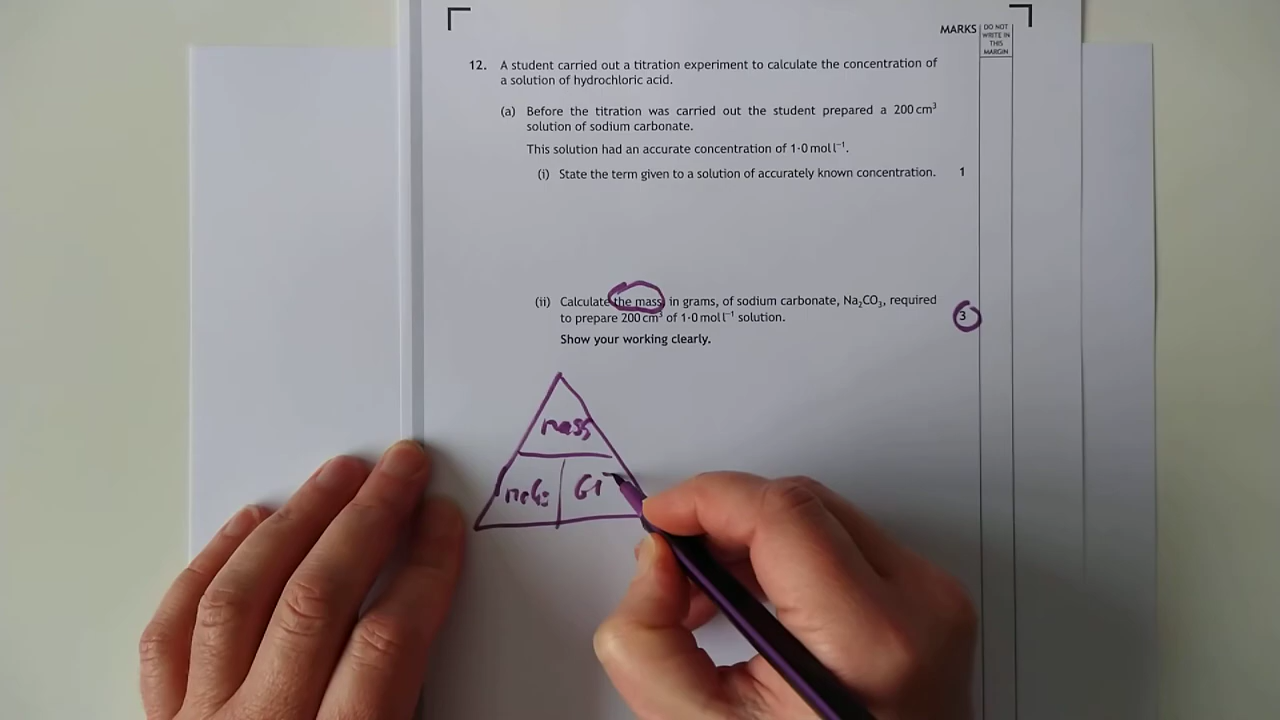 MARKS
DO NOT
WRITE IN
THIS
MARGIN
12. A student carried out a titration experiment to calculate the concentration of
a solution of hydrochloric acid.
(a) Before the titration was carried out the student prepared a 200 cm³
solution of sodium carbonate.
This solution had an accurate concentration of 1·0 mol l⁻¹.
(i) State the term given to a solution of accurately known concentration. 1
(ii) Calculate the mass, in grams, of sodium carbonate, Na₂CO₃, required
to prepare 200 cm³ of 1·0 mol l⁻¹ solution. 3
Show your working clearly.
mass